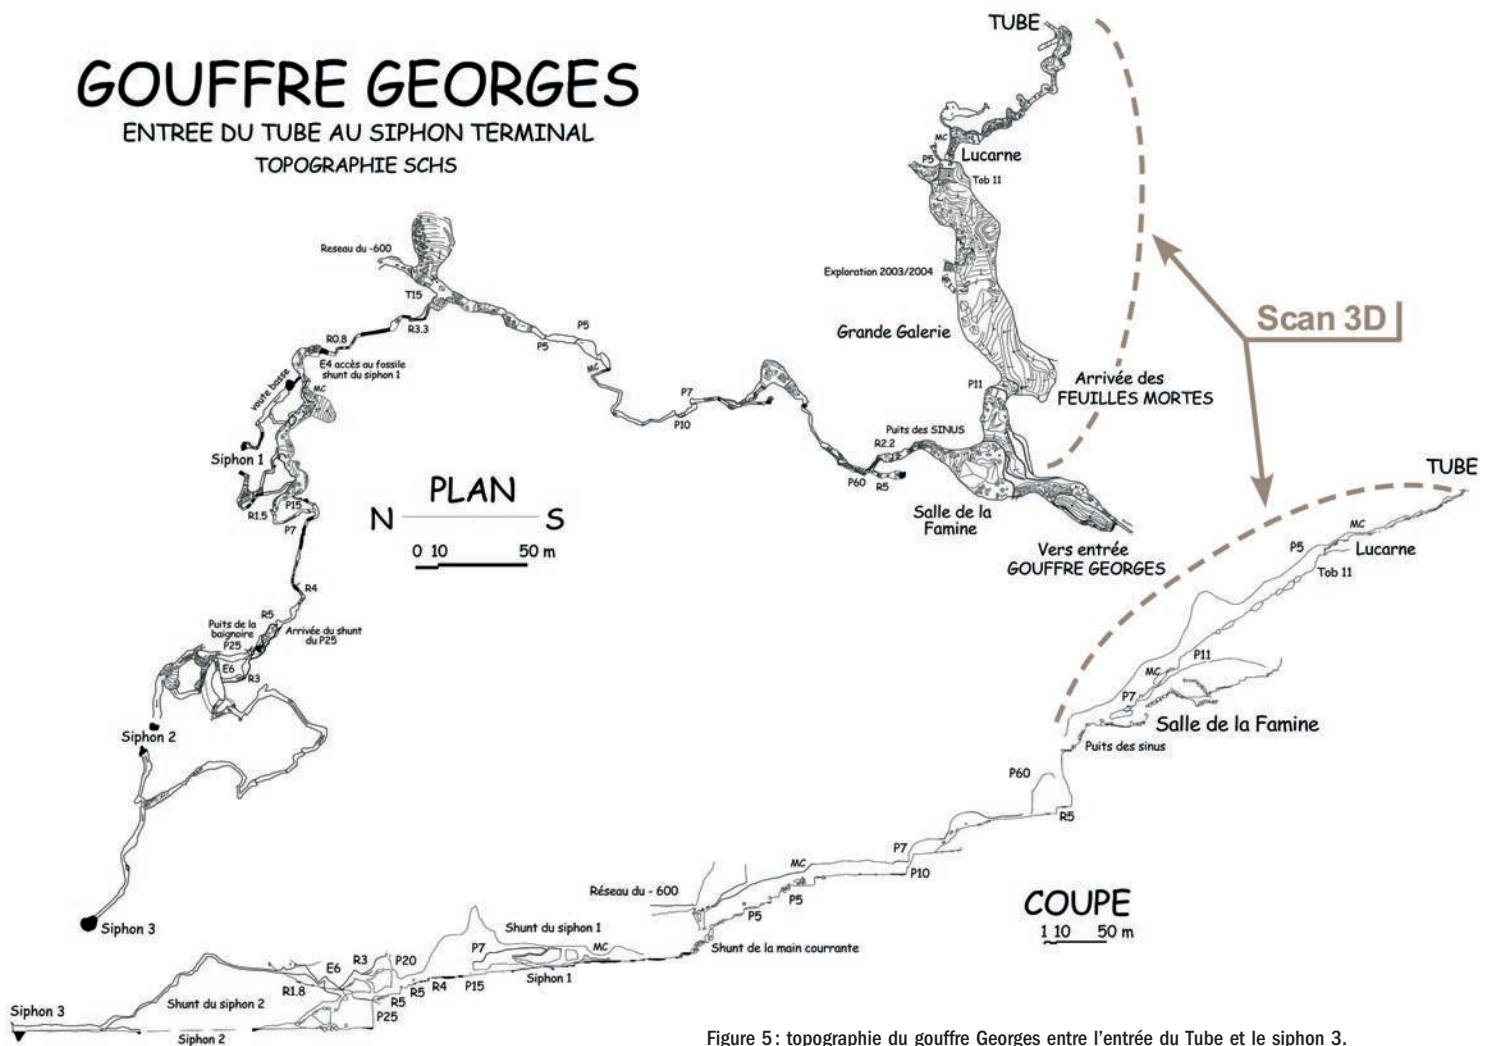 GOUFFRE GEORGES
ENTREE DU TUBE AU SIPHON TERMINAL
TOPOGRAPHIE SCHS
TUBE
MC
P5
Lucarne
Tob 11
Exploration 2003/2004
Grande Galerie
Arrivée des
FEUILLES MORTES
P11
Scan 3D
Reseau du -600
T15
R3.3
R0.8
E4 accès au fossile
shunt du siphon 1
voute basse
MC
P5
P5
MC
P7
P10
Puits des SINUS
R2.2
P60
R5
Salle de la
Famine
Vers entrée
GOUFFRE GEORGES
Siphon 1
R1.5
P15
P7
PLAN
N
S
0 10
50 m
R4
R5
Puits de la
baignoire
P25
Arrivée du shunt
du P25
E6
R3
Siphon 2
Siphon 3
TUBE
MC
P5
Lucarne
Tob 11
P11
MC
P7
Salle de la Famine
Puits des sinus
P60
R5
P7
P10
MC
Réseau du - 600
P5
P5
Shunt de la main courrante
Shunt du siphon 1
P7
MC
Siphon 1
P15
R4
R5
R5
P20
R3
E6
R1.8
P25
Shunt du siphon 2
Siphon 3
Siphon 2
COUPE
1 10
50 m
Figure 5 : topographie du gouffre Georges entre l'entrée du Tube et le siphon 3.